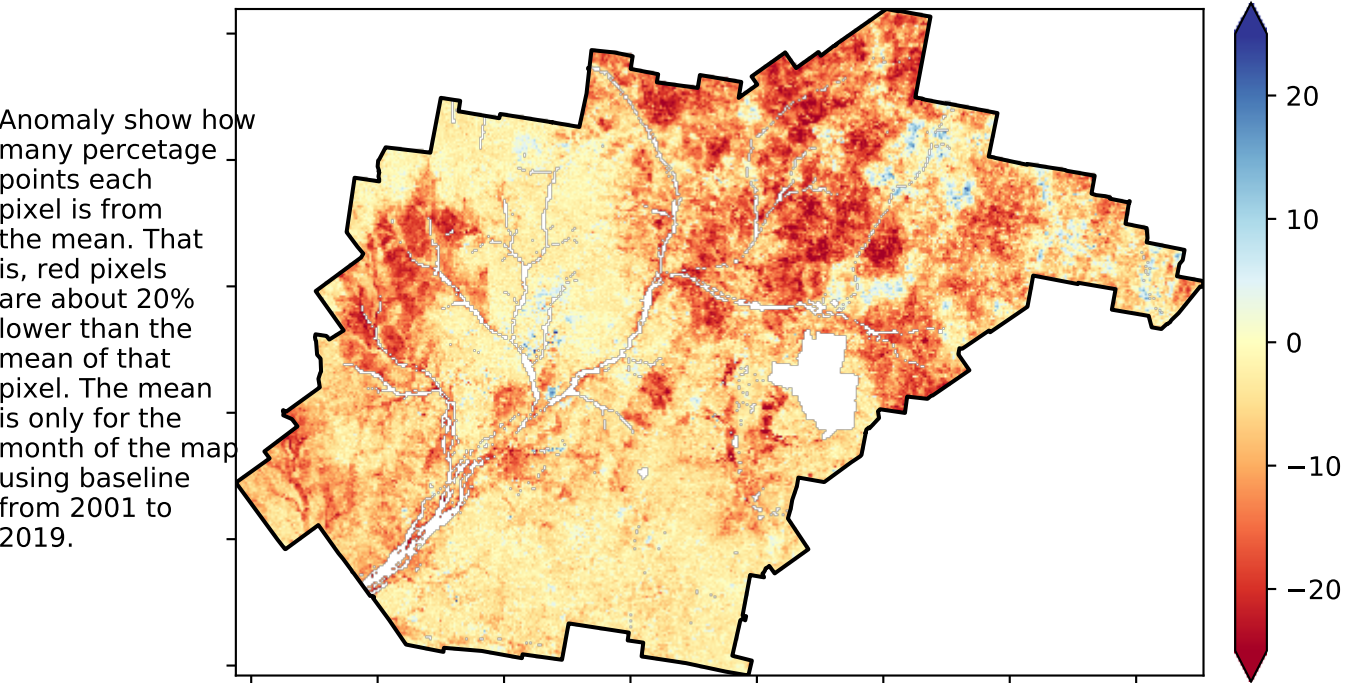 Anomaly show how
many percetage
points each
pixel is from
the mean. That
is, red pixels
are about 20%
lower than the
mean of that
pixel. The mean
is only for the
month of the map
using baseline
from 2001 to
2019.
20
10
0
−10
−20